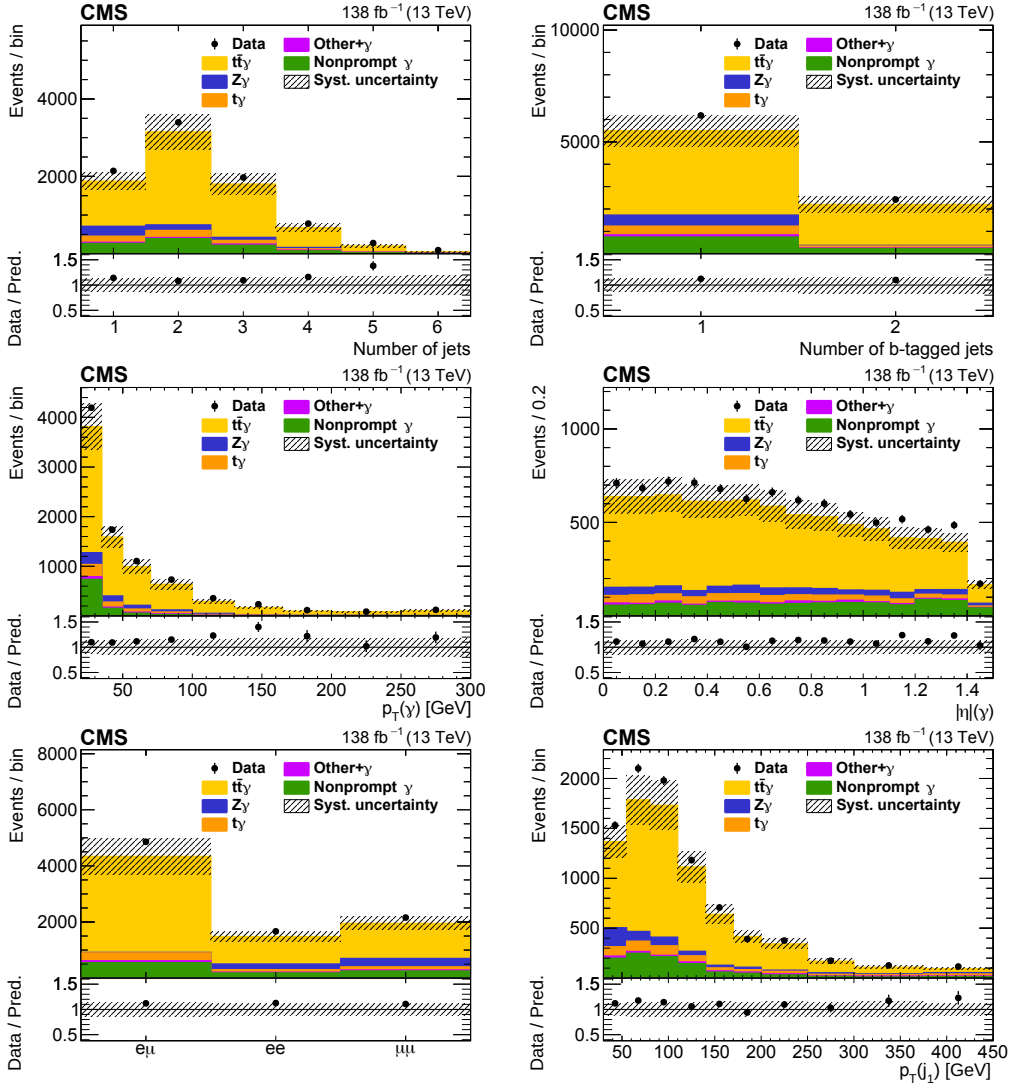 CMS 138 fb⁻¹ (13 TeV)
Events / bin
4000
2000
Data
tt̄γ
Zγ
tγ
Other+γ
Nonprompt γ
Syst. uncertainty
Data / Pred.
1.5
1
0.5
1 2 3 4 5 6
Number of jets
CMS 138 fb⁻¹ (13 TeV)
Events / bin
10000
5000
Data
tt̄γ
Zγ
tγ
Other+γ
Nonprompt γ
Syst. uncertainty
Data / Pred.
1.5
1
0.5
1 2
Number of b-tagged jets
CMS 138 fb⁻¹ (13 TeV)
Events / bin
4000
3000
2000
1000
Data
tt̄γ
Zγ
tγ
Other+γ
Nonprompt γ
Syst. uncertainty
Data / Pred.
1.5
1
0.5
50 100 150 200 250 300
p_T(γ) [GeV]
CMS 138 fb⁻¹ (13 TeV)
Events / 0.2
1000
500
Data
tt̄γ
Zγ
tγ
Other+γ
Nonprompt γ
Syst. uncertainty
Data / Pred.
1.5
1
0.5
0 0.2 0.4 0.6 0.8 1 1.2 1.4
|η|(γ)
CMS 138 fb⁻¹ (13 TeV)
Events / bin
8000
6000
4000
2000
Data
tt̄γ
Zγ
tγ
Other+γ
Nonprompt γ
Syst. uncertainty
Data / Pred.
1.5
1
0.5
eμ ee μμ
CMS 138 fb⁻¹ (13 TeV)
Events / bin
2000
1500
1000
500
Data
tt̄γ
Zγ
tγ
Other+γ
Nonprompt γ
Syst. uncertainty
Data / Pred.
1.5
1
0.5
50 100 150 200 250 300 350 400 450
p_T(j₁) [GeV]